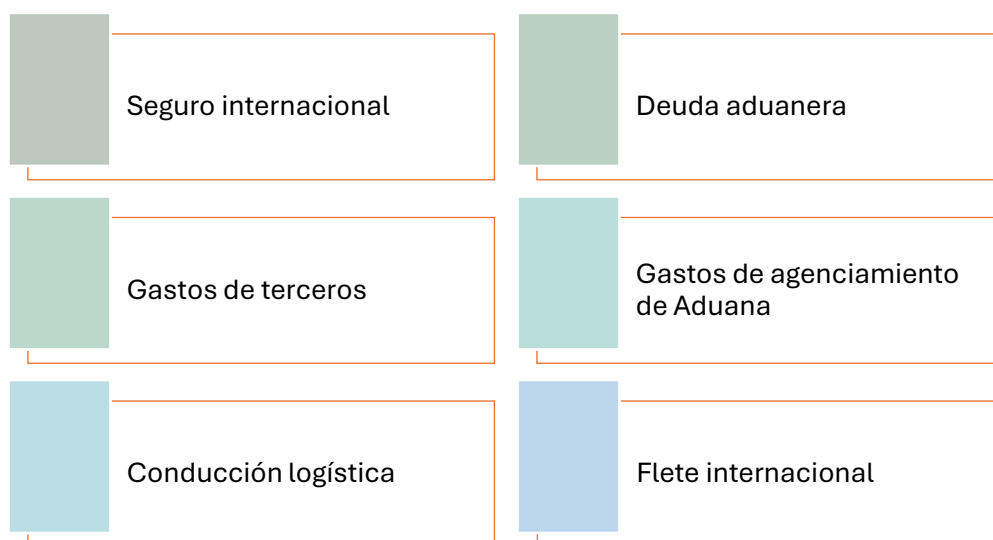 Seguro internacional
Deuda aduanera
Gastos de terceros
Gastos de agenciamiento
de Aduana
Conducción logística
Flete internacional